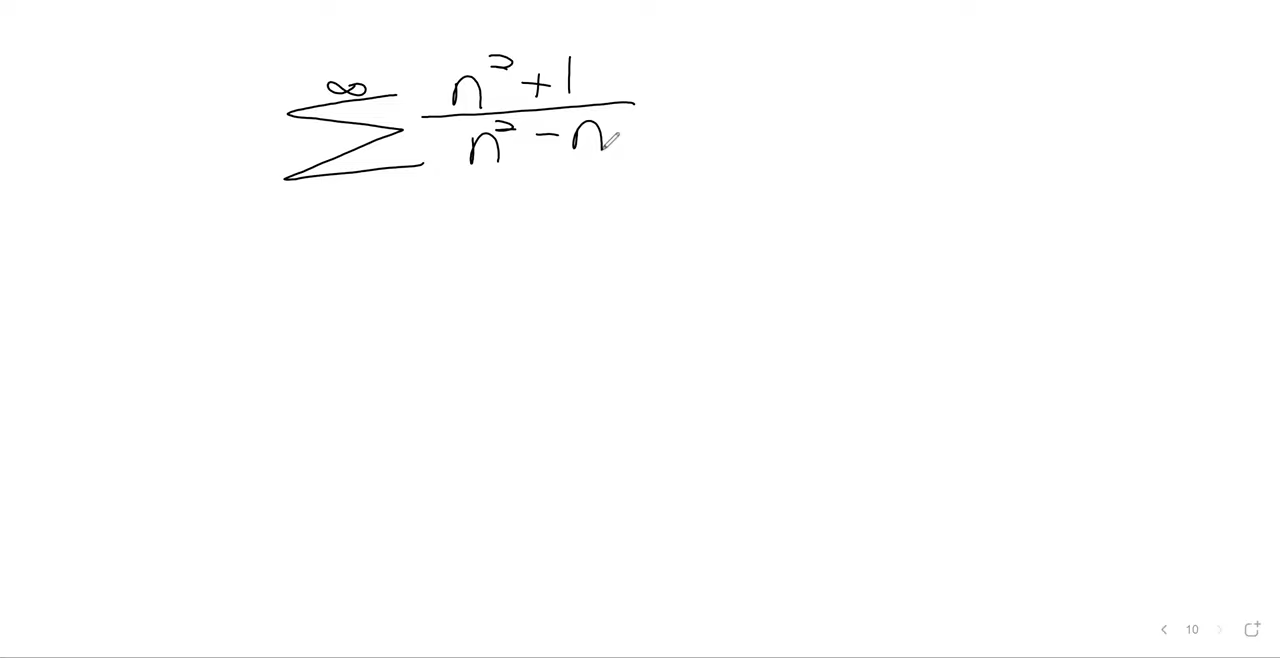 ∞
∑ (n² + 1) / (n² - n)
10